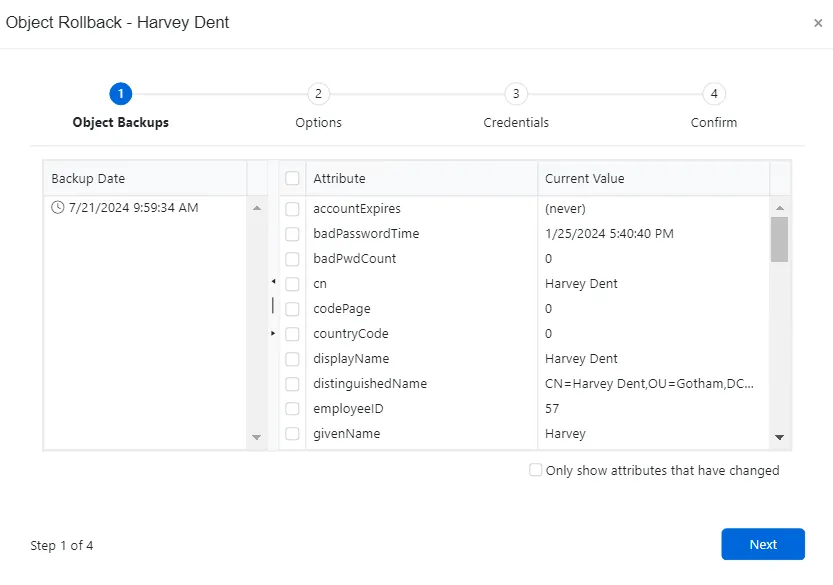 Object Rollback - Harvey Dent
×
1 2 3 4
Object Backups Options Credentials Confirm
Backup Date Attribute Current Value
7/21/2024 9:59:34 AM accountExpires (never)
badPasswordTime 1/25/2024 5:40:40 PM
badPwdCount 0
cn Harvey Dent
codePage 0
countryCode 0
displayName Harvey Dent
distinguishedName CN=Harvey Dent,OU=Gotham,DC...
employeeID 57
givenName Harvey
Only show attributes that have changed
Step 1 of 4 Next